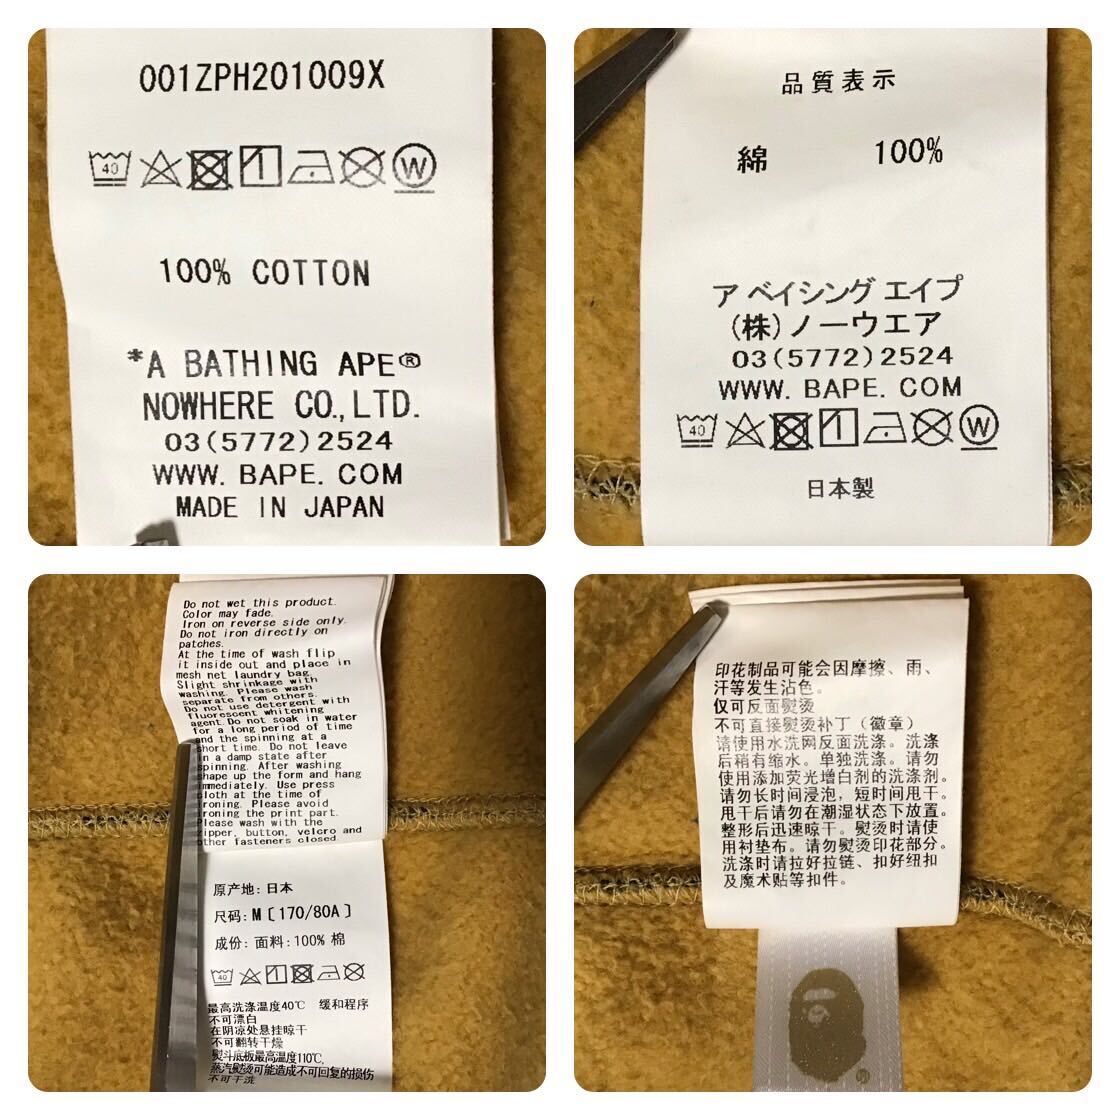 001ZPH201009X
40
W
100% COTTON
*A BATHING APE®
NOWHERE CO.,LTD.
03(5772)2524
WWW. BAPE. COM
MADE IN JAPAN
品質表示
綿 100%
ア ベイシング エイプ
(株)ノーウエア
03(5772)2524
WWW. BAPE. COM
40
W
日本製
Do not wet this product.
Color may fade.
Iron on reverse side only.
Do not iron directly on
patches.
At the time of wash flip
it inside out and place in
mesh net laundry bag.
Slight shrinkage with
washing. Please wash
separate from others.
Do not use detergent with
fluorescent whitening
agent.Do not soak in water
for a long period of time
and the spinning at a
short time. Do not leave
in a damp state after
spinning. After washing
shape up the form and hang
immediately. Use press
cloth at the time of
ironing. Please avoid
ironing the print part.
Please wash with the
zipper, button, velcro and
other fasteners closed
原产地: 日本
尺码: M [170/80A]
成份: 面料:100% 棉
40
最高洗涤温度40℃ 缓和程序
不可漂白
在阴凉处悬挂晾干
不可翻转干燥
熨斗底板最高温度110℃,
蒸汽熨烫可能造成不可回复的损伤
不可干洗
印花制品可能会因摩擦、雨、
汗等发生沾色。
仅可反面熨烫
不可直接熨烫补丁（徽章）
请使用水洗网反面洗涤。洗涤
后稍有缩水。单独洗涤。请勿
使用添加荧光增白剂的洗涤剂。
请勿长时间浸泡，短时间甩干。
甩干后请勿在潮湿状态下放置。
整形后迅速晾干。熨烫时请使
用衬垫布。请勿熨烫印花部分。
洗涤时请拉好拉链、扣好纽扣
及魔术贴等扣件。
®